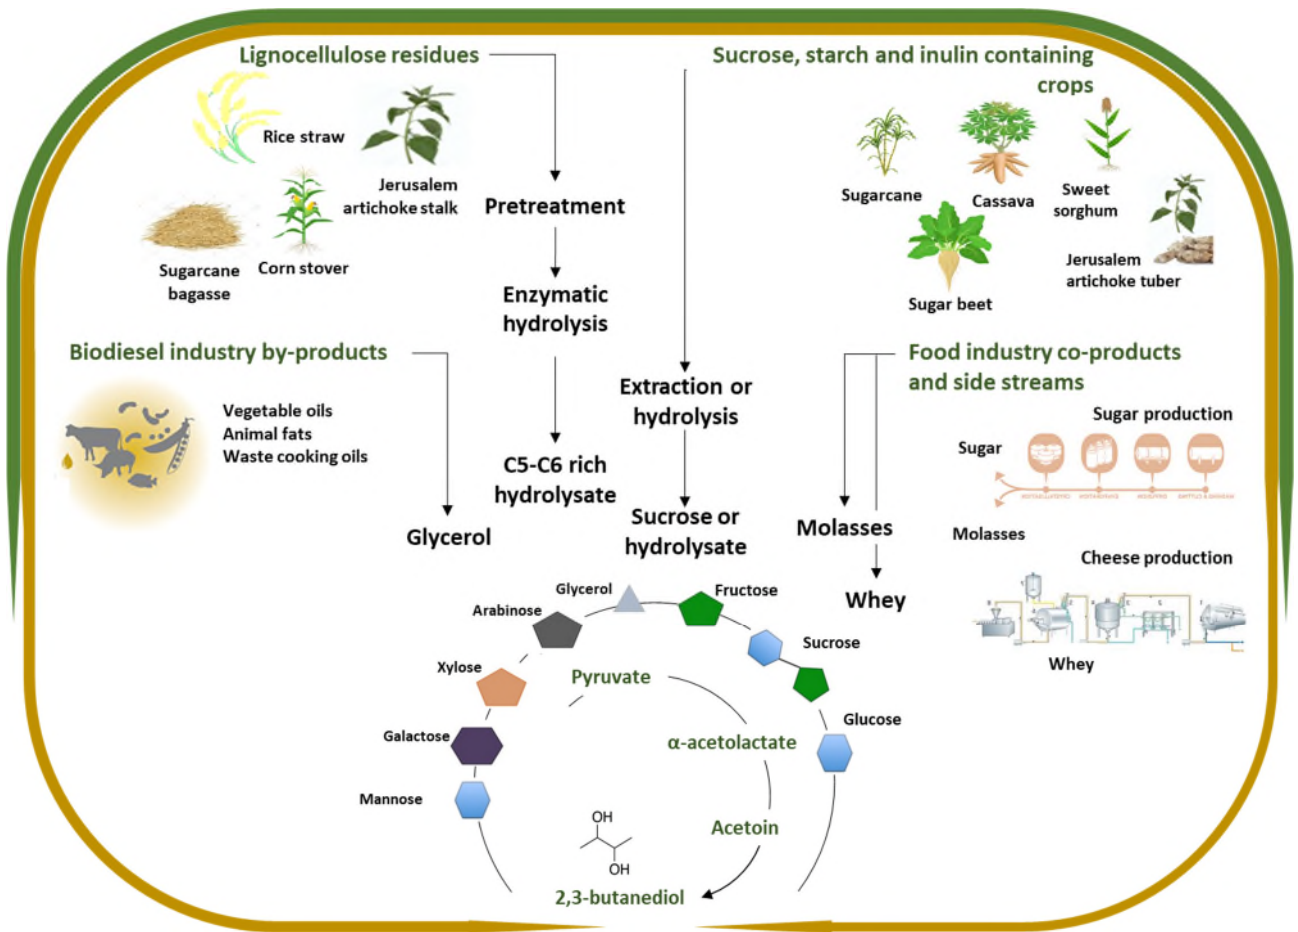 Lignocellulose residues
Rice straw
Jerusalem
artichoke stalk
Sugarcane
bagasse
Corn stover
Pretreatment
Enzymatic
hydrolysis
C5-C6 rich
hydrolysate
Sucrose, starch and inulin containing
crops
Sugarcane
Cassava
Sweet
sorghum
Sugar beet
Jerusalem
artichoke tuber
Extraction or
hydrolysis
Sucrose or
hydrolysate
Biodiesel industry by-products
Vegetable oils
Animal fats
Waste cooking oils
Glycerol
Food industry co-products
and side streams
Sugar production
Sugar
Molasses
Cheese production
Whey
Molasses
Whey
Glycerol
Fructose
Arabinose
Sucrose
Xylose
Glucose
Galactose
Mannose
Pyruvate
α-acetolactate
Acetoin
OH
OH
2,3-butanediol